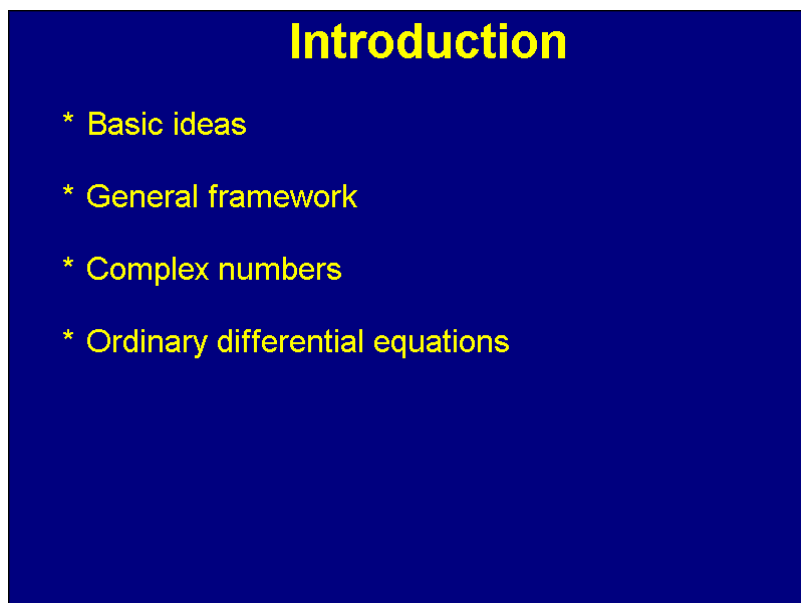 Introduction
* Basic ideas
* General framework
* Complex numbers
* Ordinary differential equations